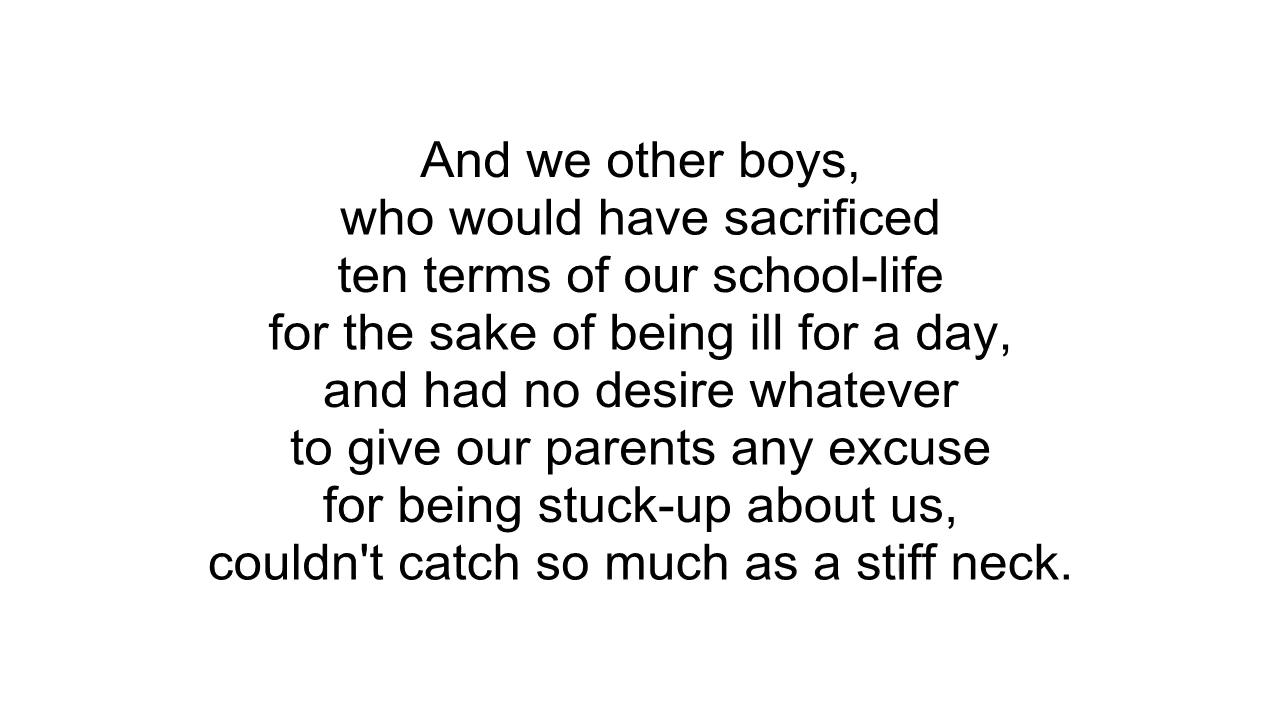 And we other boys,
who would have sacrificed
ten terms of our school-life
for the sake of being ill for a day,
and had no desire whatever
to give our parents any excuse
for being stuck-up about us,
couldn't catch so much as a stiff neck.